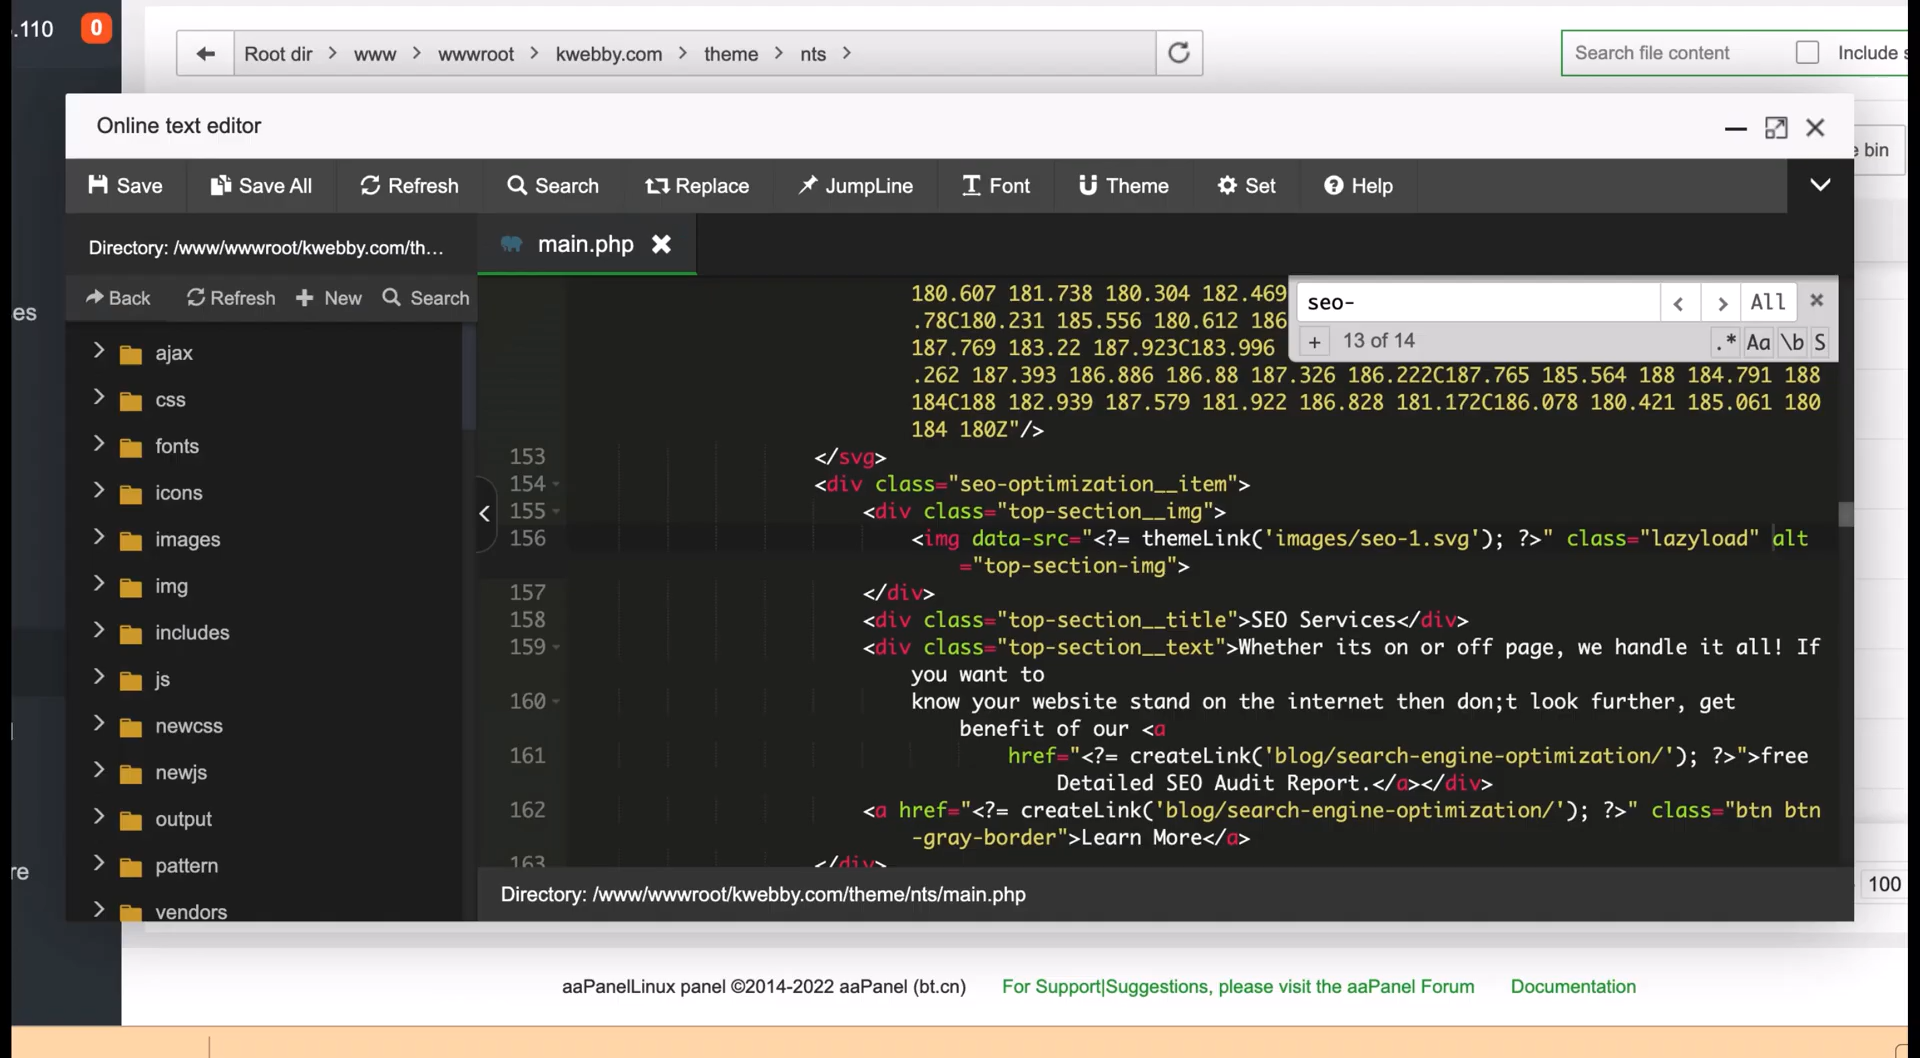 .110 0
Root dir > www > wwwroot > kwebby.com > theme > nts >
Search file content Include s
Online text editor
e bin
Save Save All Refresh Search Replace JumpLine Font Theme Set Help
Directory: /www/wwwroot/kwebby.com/th...
main.php
Back Refresh New Search
es
ajax
css
fonts
icons
images
img
includes
js
newcss
newjs
output
pattern
vendors
re
seo-
All
+ 13 of 14 .* Aa \b S
180.607 181.738 180.304 182.469
.78C180.231 185.556 180.612 186
187.769 183.22 187.923C183.996
.262 187.393 186.886 186.88 187.326 186.222C187.765 185.564 188 184.791 188
184C188 182.939 187.579 181.922 186.828 181.172C186.078 180.421 185.061 180
184 180Z"/>
153 </svg>
154 <div class="seo-optimization__item">
155 <div class="top-section__img">
156 <img data-src="<?= themeLink('images/seo-1.svg'); ?>" class="lazyload" alt
="top-section-img">
157 </div>
158 <div class="top-section__title">SEO Services</div>
159 <div class="top-section__text">Whether its on or off page, we handle it all! If
you want to
160 know your website stand on the internet then don;t look further, get
benefit of our <a
161 href="<?= createLink('blog/search-engine-optimization/'); ?>">free
Detailed SEO Audit Report.</a></div>
162 <a href="<?= createLink('blog/search-engine-optimization/'); ?>" class="btn btn
-gray-border">Learn More</a>
163 </div>
Directory: /www/wwwroot/kwebby.com/theme/nts/main.php
100
aaPanelLinux panel ©2014-2022 aaPanel (bt.cn) For Support|Suggestions, please visit the aaPanel Forum Documentation